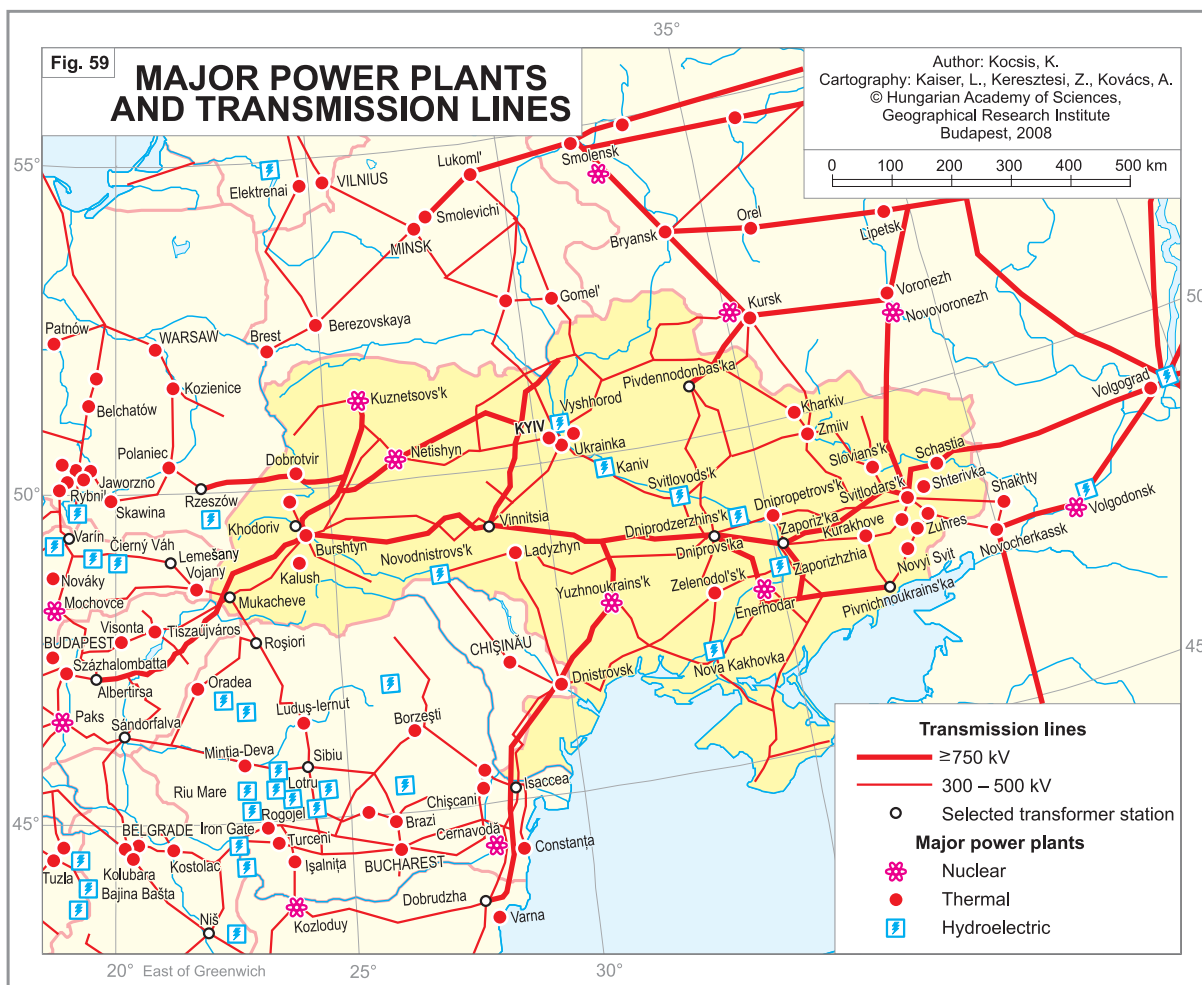 35°
Fig. 59
MAJOR POWER PLANTS
AND TRANSMISSION LINES
Author: Kocsis, K.
Cartography: Kaiser, L., Keresztesi, Z., Kovács, A.
© Hungarian Academy of Sciences,
Geographical Research Institute
Budapest, 2008
0 100 200 300 400 500 km
55°
Smolensk
Lukoml'
Elektrenai
VILNIUS
Smolevichi
MINSK
Bryansk
Orel
Lipetsk
Voronezh
Novovoronezh
50
Gomel'
Kursk
Patnów
WARSAW
Brest
Berezovskaya
Kozienice
Belchatów
Kuznetsovs'k
Pivdennodonbas'ka
Volgograd
Vyshhorod
KYIV
Kharkiv
Zmiiv
Ukrainka
Netishyn
Polaniec
Dobrotvir
Kaniv
Slovians'k
Schastia
Jaworzno
Svitlovods'k
Svitlodars'k
Shterivka
50°
Rybni'
Skawina
Rzeszów
Dnipropetrovs'k
Shakhty
Volgodonsk
Khodoriv
Vinnitsia
Dniprodzerzhins'k
Zaporiz'ka
Kurakhove
Zuhres
Varín
Čierný Váh
Lemešany
Burshtyn
Novodnistrovs'k
Ladyzhyn
Dniprovsika
Novocherkassk
Vojany
Nováky
Kalush
Yuzhnoukrains'k
Zelenodol's'k
Zaporizhzhia
Novyi Svit
Mochovce
Mukacheve
Enerhodar
Pivnichnoukrains'ka
BUDAPEST
Visonta
Tiszaújváros
Roşiori
CHIŞINĂU
45°
Százhalombatta
Albertirsa
Dnistrovsk
Nova Kakhovka
Oradea
Paks
Sándorfalva
Luduş-Iernut
Borzeşti
Minţia-Deva
Sibiu
Riu Mare
Lotru
Isaccea
Chişcani
Rogojel
45°
BELGRADE
Iron Gate
Brazi
Cernavodă
Turceni
Constanţa
Tuzla
Kolubara
Kostolac
Işalniţa
BUCHAREST
Bajina Bašta
Dobrudzha
Niš
Kozloduy
Varna
Transmission lines
≥750 kV
300 – 500 kV
Selected transformer station
Major power plants
Nuclear
Thermal
Hydroelectric
20° East of Greenwich
25°
30°